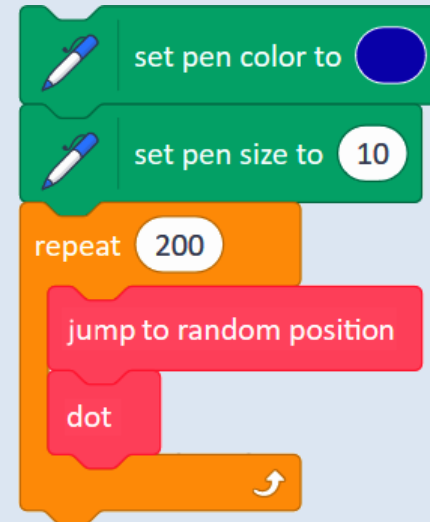 set pen color to
set pen size to 10
repeat 200
jump to random position
dot